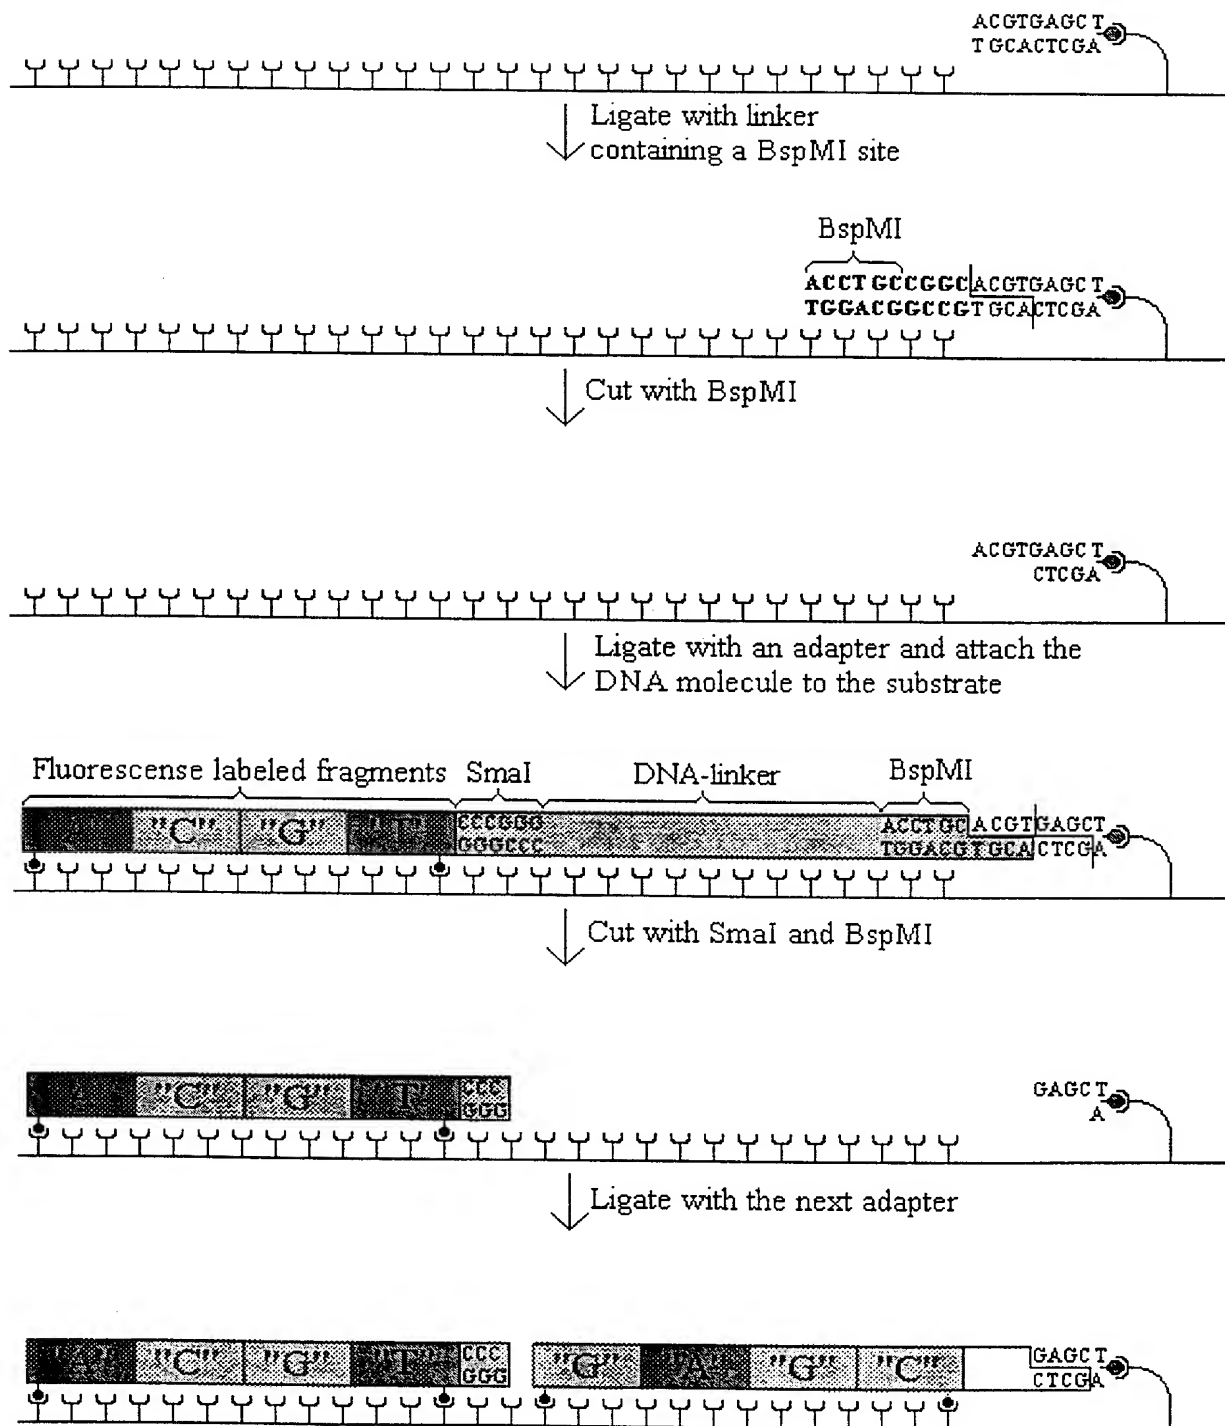 ACGTGAGCT
TGCACTCGA
Ligate with linker
containing a BspMI site
BspMI
ACCTGCCGGCACGTGAGCT
TGGACGGCCGTGCACTCGA
Cut with BspMI
ACGTGAGCT
CTCGA
Ligate with an adapter and attach the
DNA molecule to the substrate
Fluorescense labeled fragments SmaI DNA-linker BspMI
"A" "C" "G" "T" CCCGGG ACCTGC ACGTGAGCT
GGGCCC TGGACGTGCACTCGA
Cut with SmaI and BspMI
"A" "C" "G" "T" CCC GAGCT
GGG A
Ligate with the next adapter
"A" "C" "G" "T" CCC "G" "A" "G" "C" GAGCT
GGG CTCGA